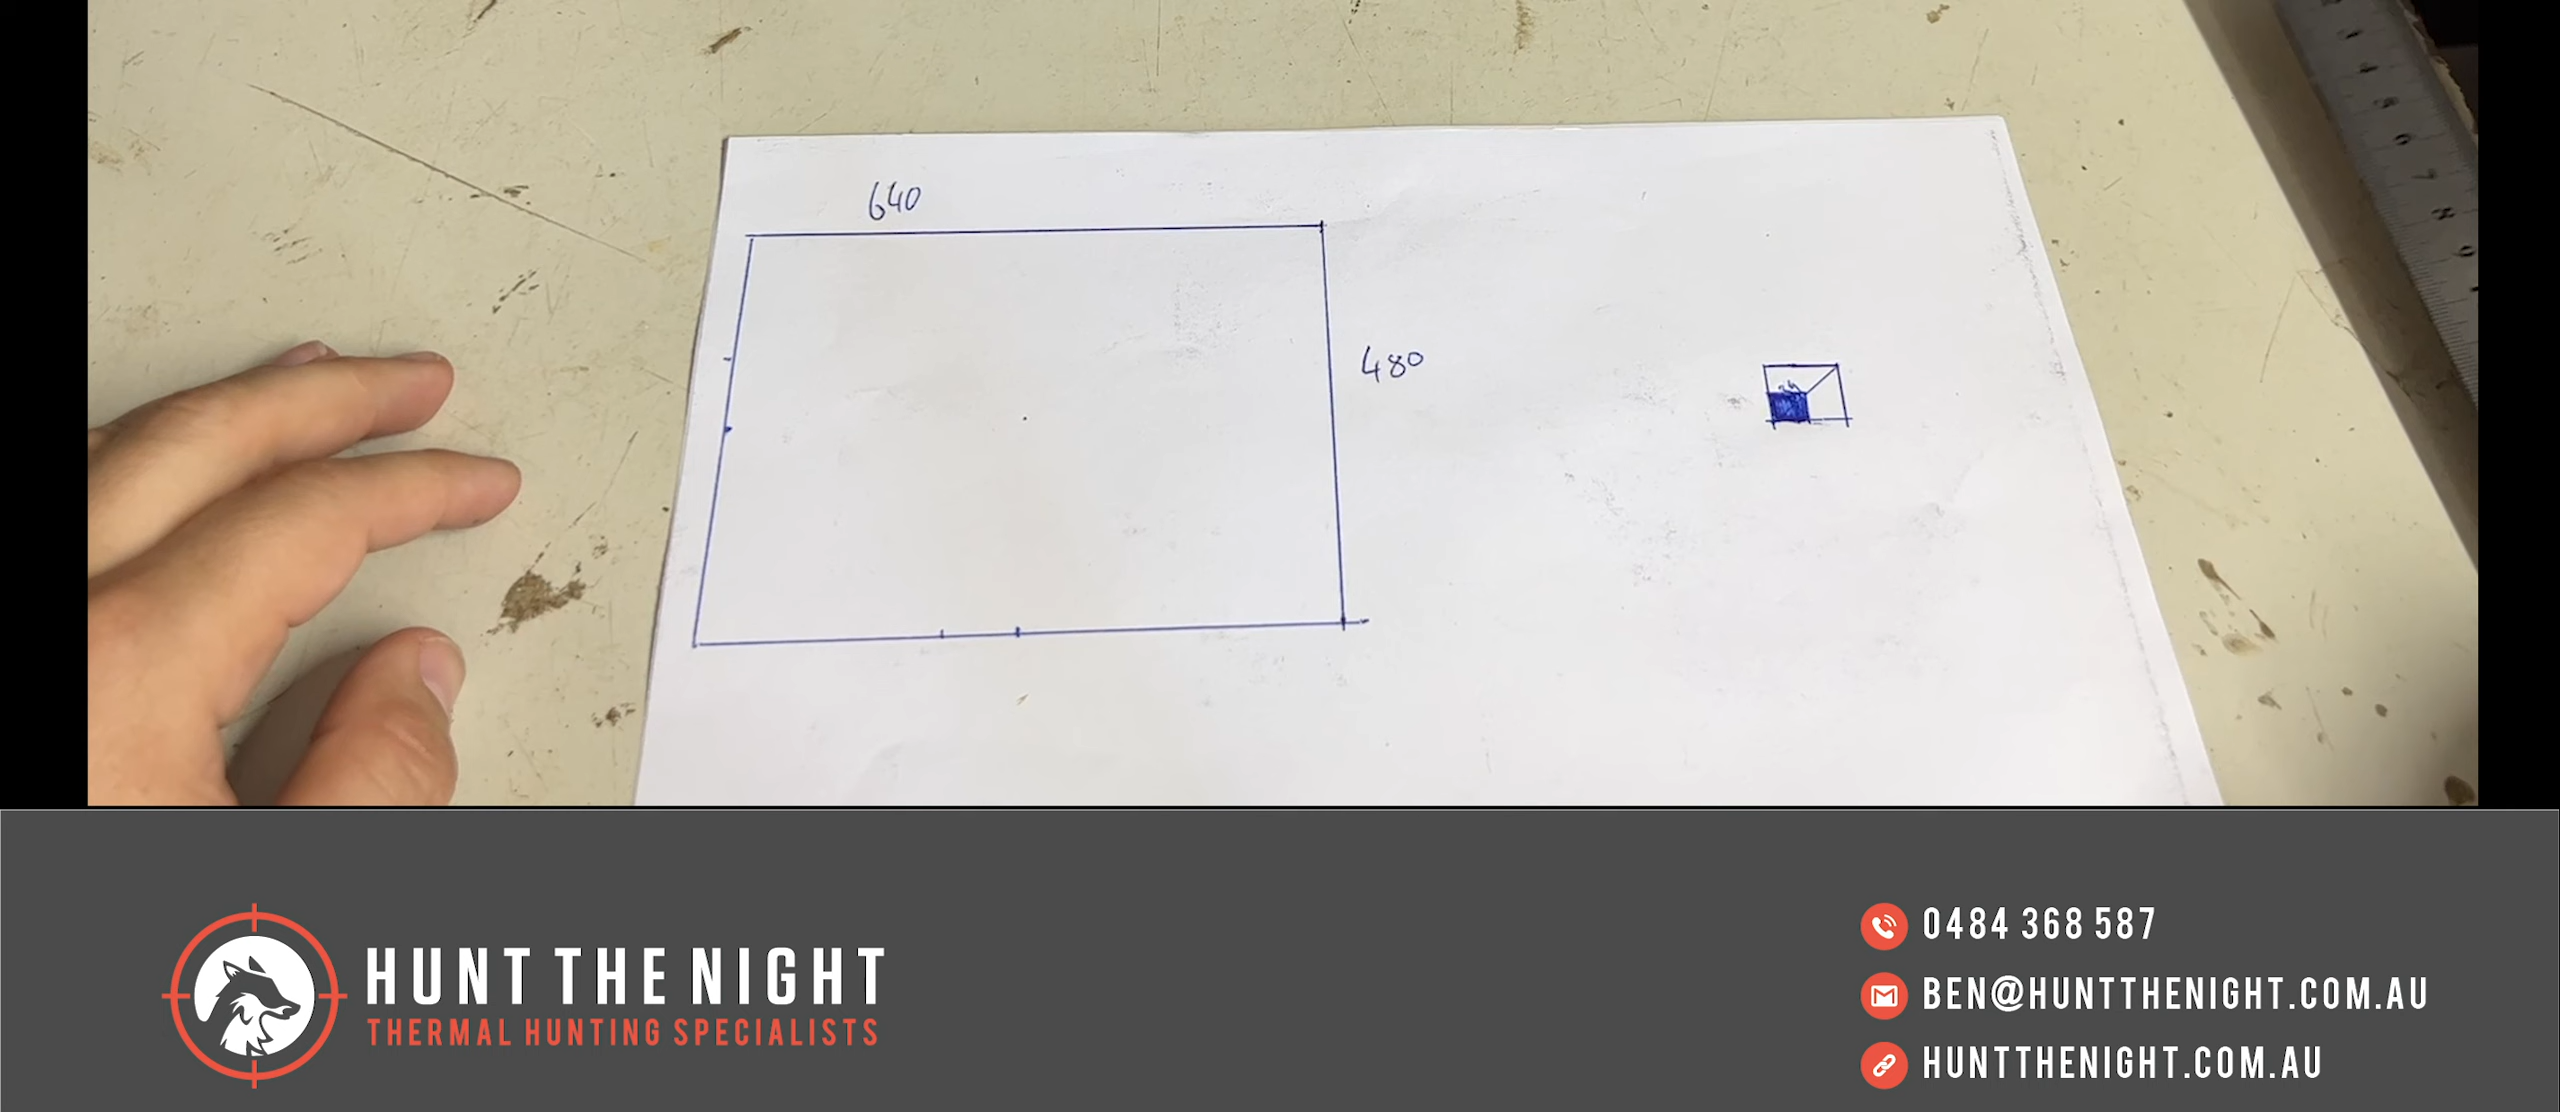 640
480
HUNT THE NIGHT
THERMAL HUNTING SPECIALISTS
0484 368 587
BEN@HUNTTHENIGHT.COM.AU
HUNTTHENIGHT.COM.AU